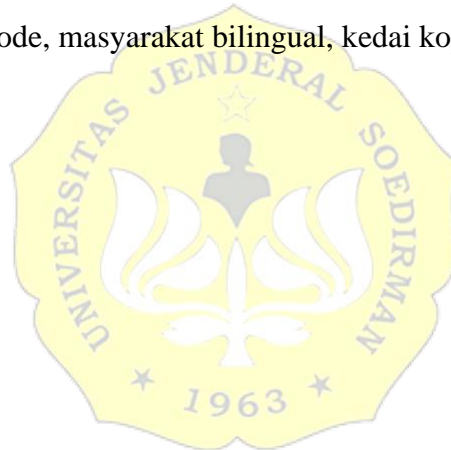 ode, masyarakat bilingual, kedai ko
UNIVERSITAS JENDERAL SOEDIRMAN
1963